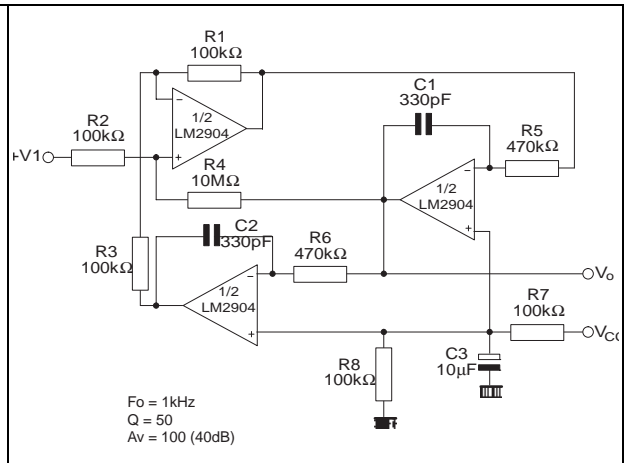 R1
100kΩ
C1
330pF
R2
100kΩ
1/2
LM2904
R5
470kΩ
+V1
R4
10MΩ
1/2
LM2904
C2
330pF
R6
470kΩ
R3
100kΩ
Vo
1/2
LM2904
R7
100kΩ
VCC
R8
100kΩ
C3
10µF
Fo = 1kHz
Q = 50
Av = 100 (40dB)